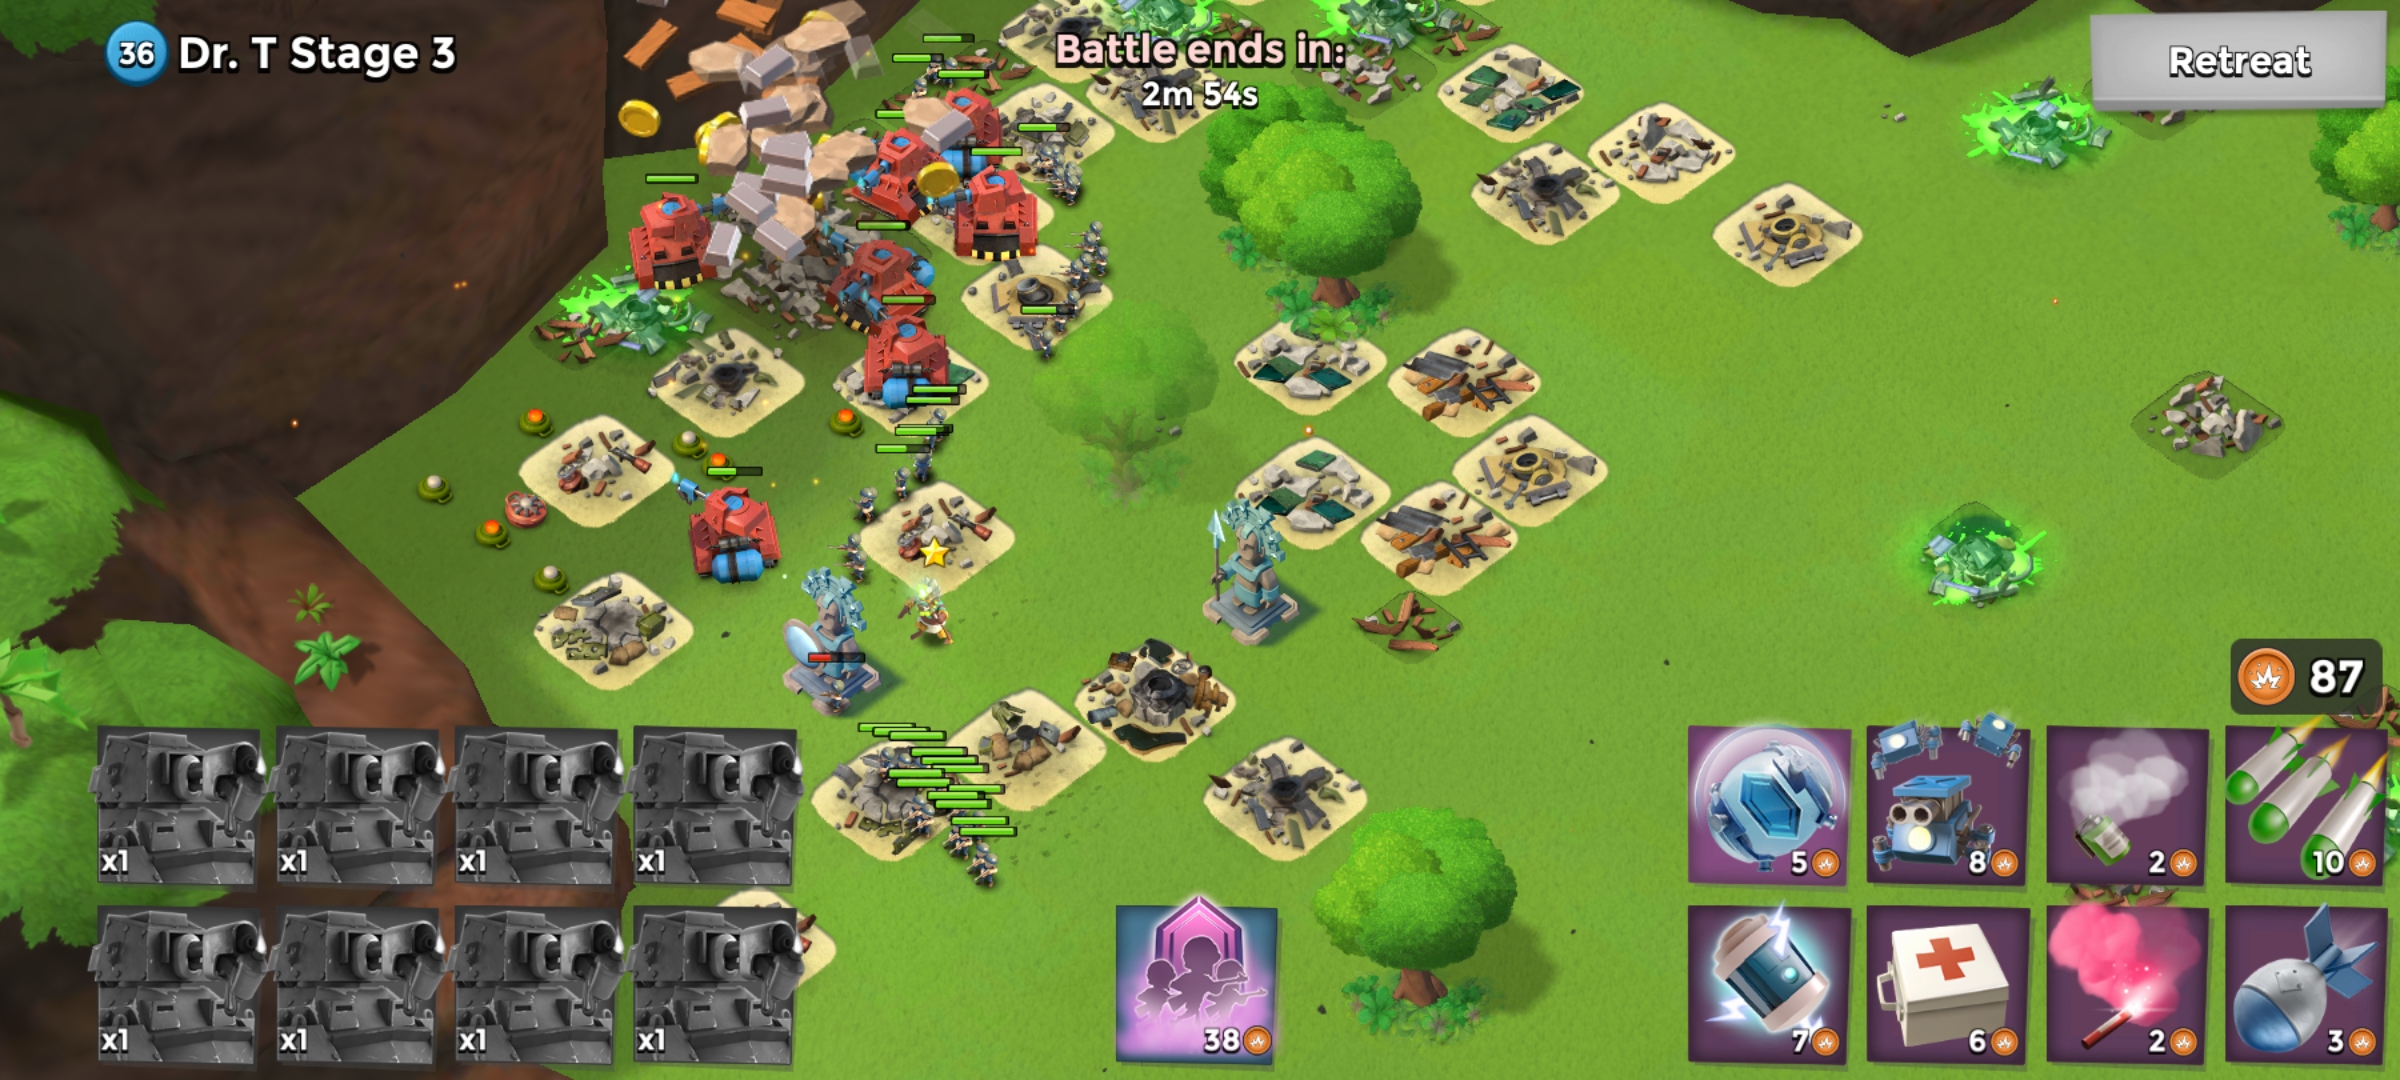 36 Dr. T Stage 3
Battle ends in:
2m 54s
Retreat
87
x1 x1 x1 x1
5 8 2 10
x1 x1 x1 x1
38
7 6 2 3